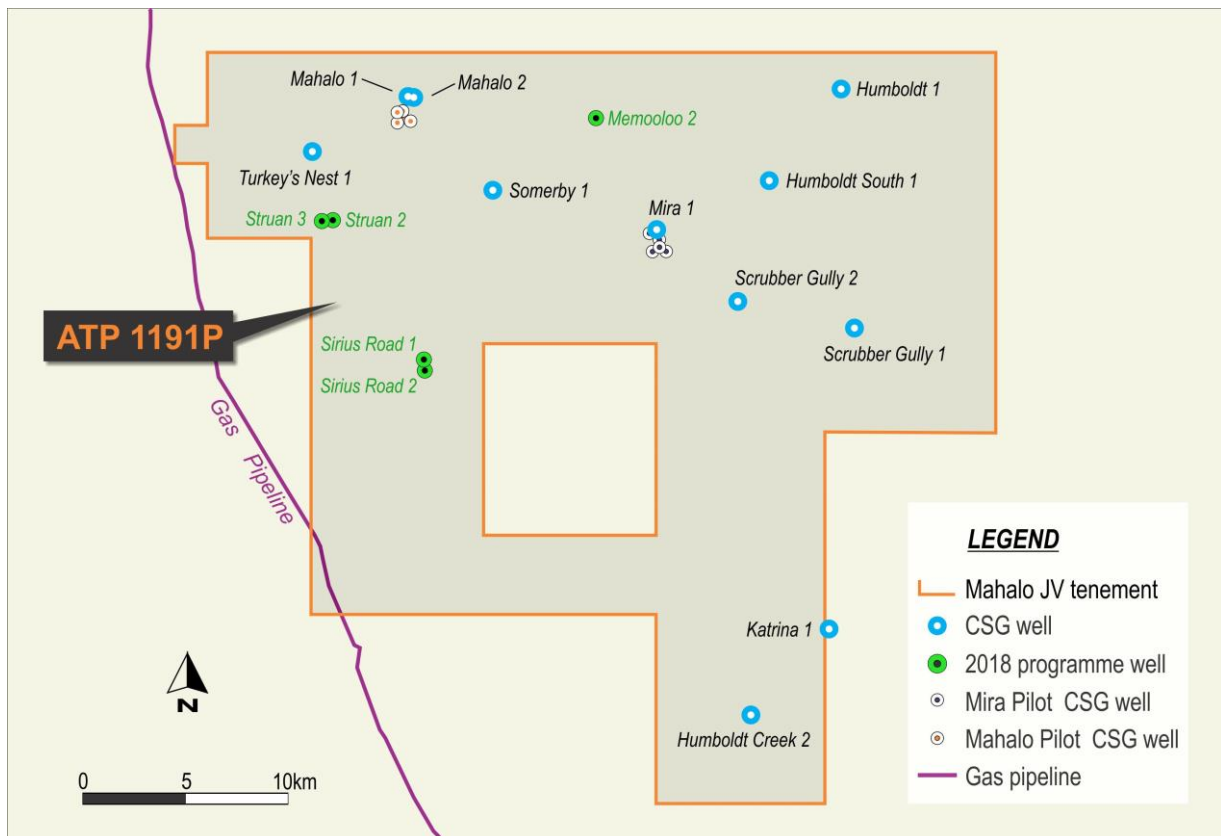 Mahalo 1
Mahalo 2
Humboldt 1
Memooloo 2
Turkey's Nest 1
Somerby 1
Humboldt South 1
Struan 3
Struan 2
Mira 1
Scrubber Gully 2
ATP 1191P
Scrubber Gully 1
Sirius Road 1
Sirius Road 2
Gas Pipeline
Katrina 1
Humboldt Creek 2
N
0 5 10km
LEGEND
Mahalo JV tenement
CSG well
2018 programme well
Mira Pilot CSG well
Mahalo Pilot CSG well
Gas pipeline